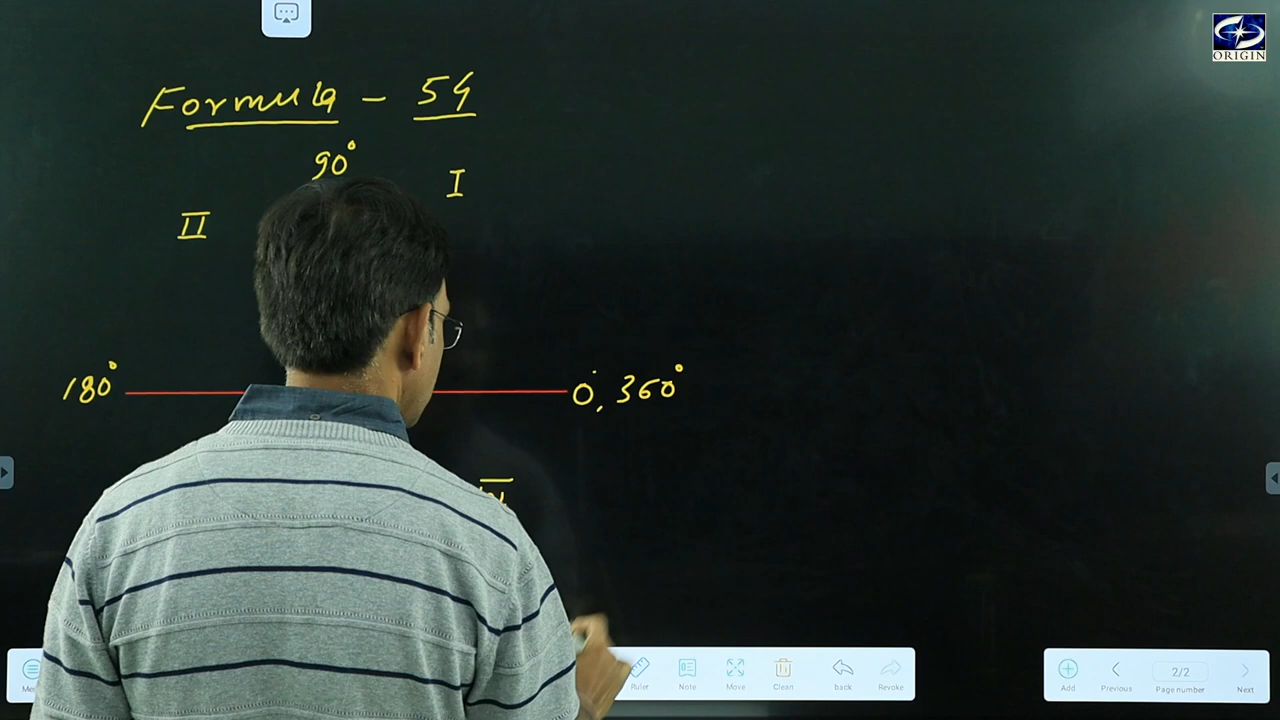 ORIGIN
Formula - 54
90°
I
II
180°
0°, 360°
Ruler
Note
Move
Clean
back
Revoke
Add
Previous
2/2
Page number
Next